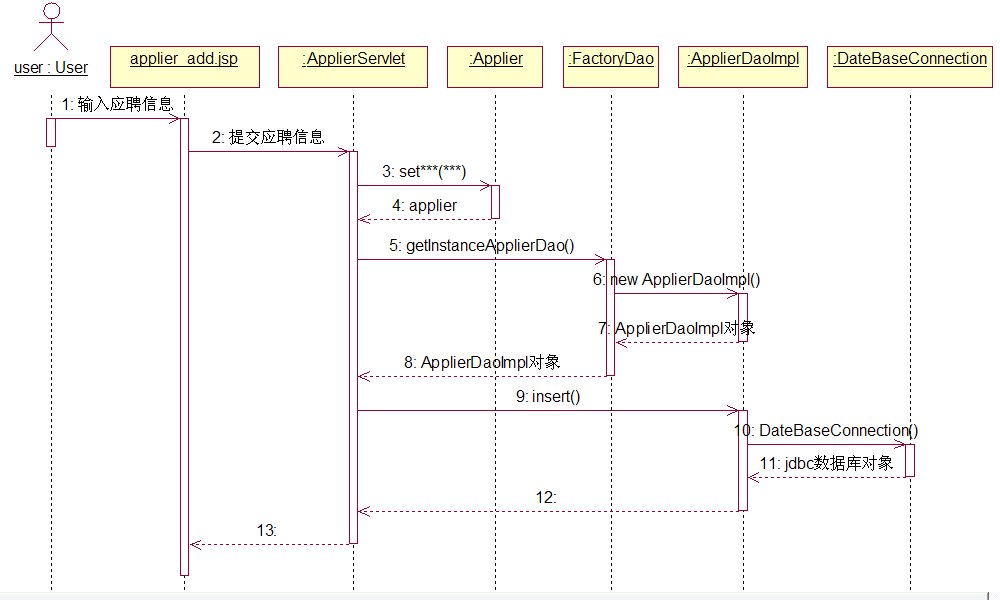 user : User
applier_add.jsp
:ApplierServlet
:Applier
:FactoryDao
:ApplierDaoImpl
:DateBaseConnection
1: 输入应聘信息
2: 提交应聘信息
3: set***(***)
4: applier
5: getInstanceApplierDao()
6: new ApplierDaoImpl()
7: ApplierDaoImpl对象
8: ApplierDaoImpl对象
9: insert()
10: DateBaseConnection()
11: jdbc数据库对象
12:
13: